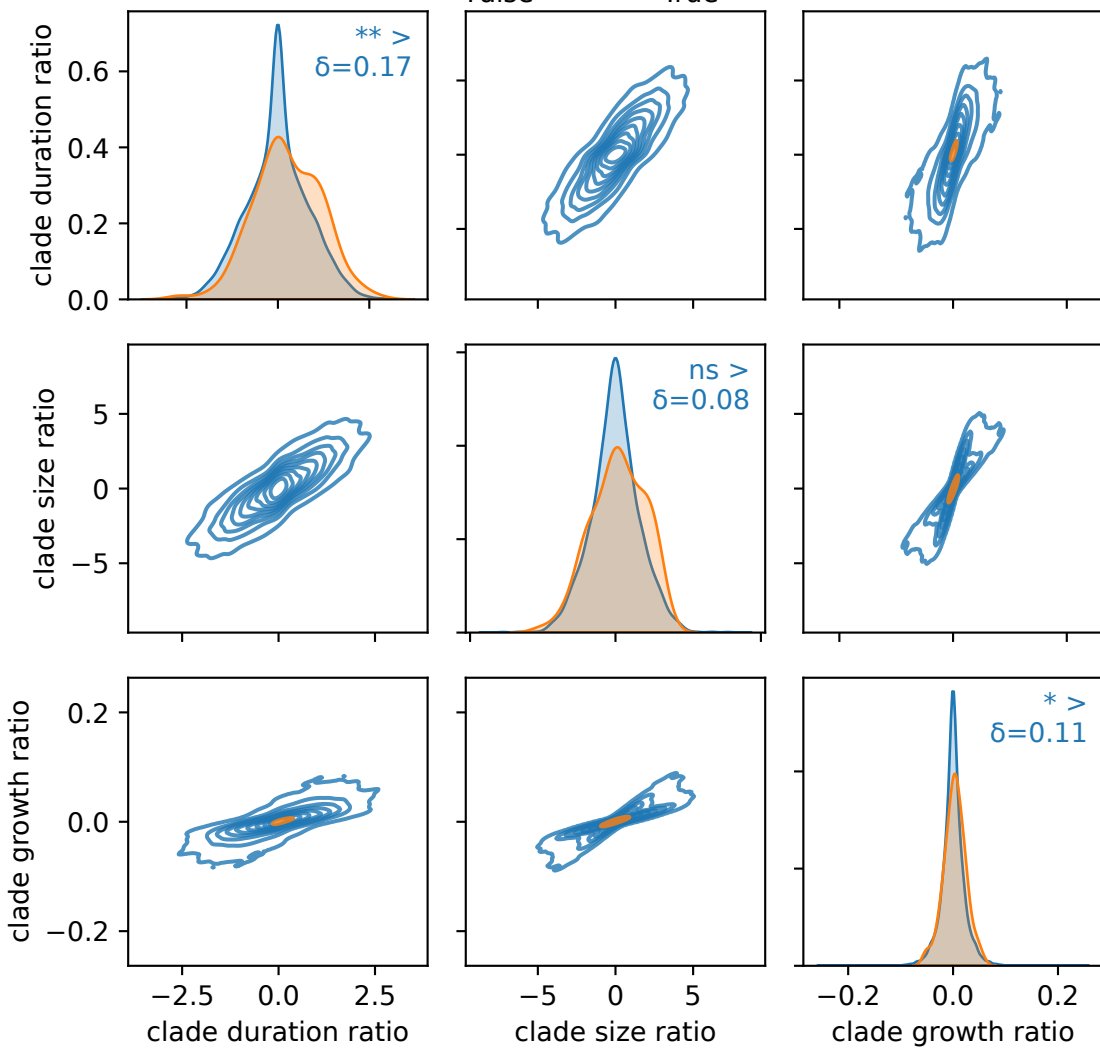 clade duration ratio
0.6
0.4
0.2
0.0
** >
δ=0.17
clade size ratio
5
0
−5
ns >
δ=0.08
clade growth ratio
0.2
0.0
−0.2
* >
δ=0.11
−2.5 0.0 2.5
−5 0 5
−0.2 0.0 0.2
clade duration ratio
clade size ratio
clade growth ratio